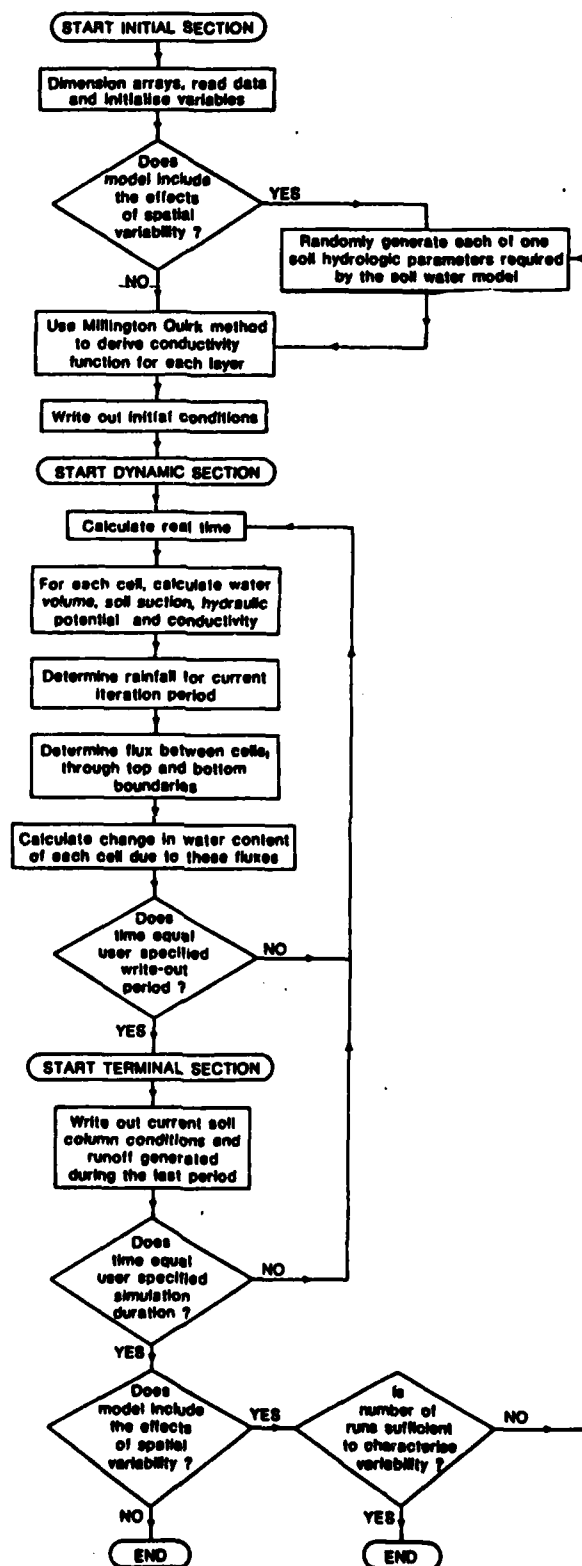 START INITIAL SECTION
Dimension arrays, read data
and initialise variables
Does
model include
the effects
of spatial
variability ?
YES
Randomly generate each of one
soil hydrologic parameters required
by the soil water model
NO
Use Millington Quirk method
to derive conductivity
function for each layer
Write out initial conditions
START DYNAMIC SECTION
Calculate real time
For each cell, calculate water
volume, soil suction, hydraulic
potential and conductivity
Determine rainfall for current
iteration period
Determine flux between cells,
through top and bottom
boundaries
Calculate change in water content
of each cell due to these fluxes
Does
time equal
user specified
write-out
period ?
NO
YES
START TERMINAL SECTION
Write out current soil
column conditions and
runoff generated
during the last period
Does
time equal
user specified
simulation
duration ?
NO
YES
Does
model include
the effects
of spatial
variability ?
YES
Is
number of
runs sufficient
to characterise
variability ?
NO
NO
YES
END
END